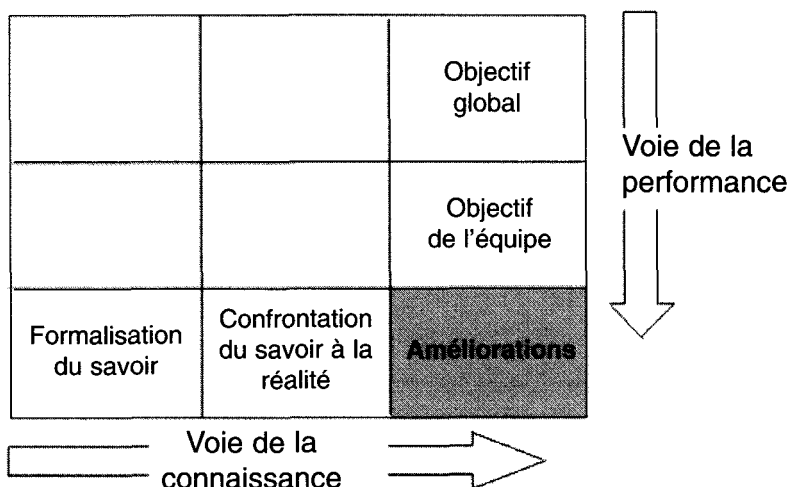 Objectif
global
Voie de la
performance
Objectif
de l'équipe
Formalisation
du savoir
Confrontation
du savoir à la
réalité
Améliorations
Voie de la
connaissance